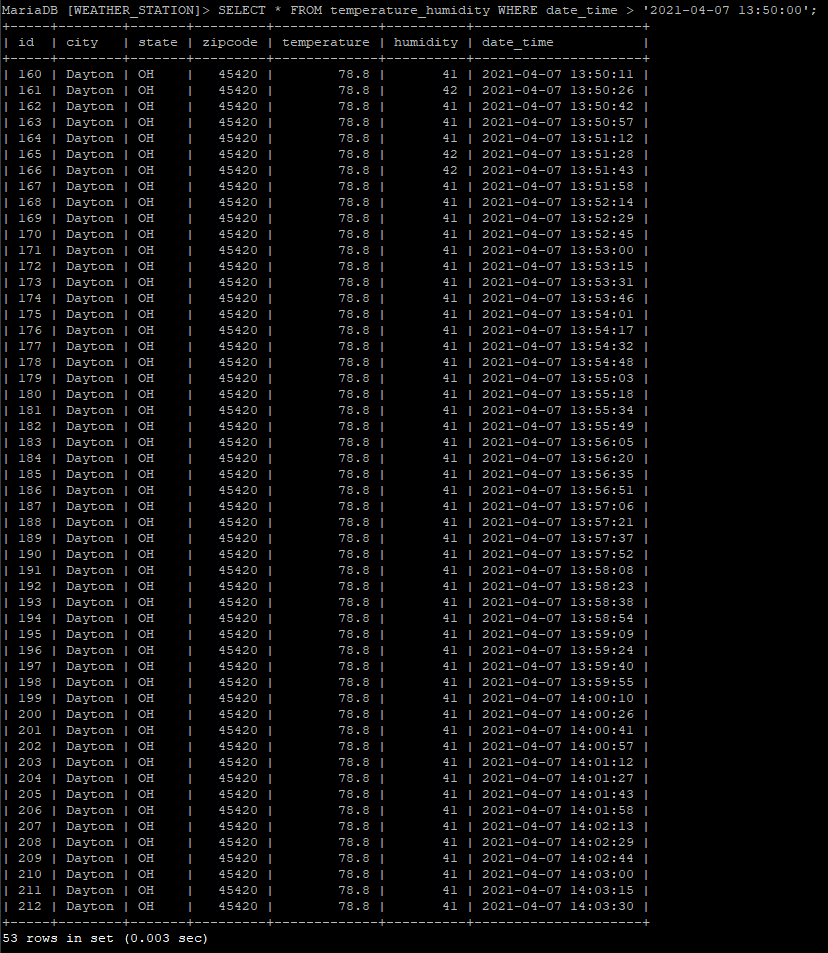 MariaDB [WEATHER_STATION]> SELECT * FROM temperature_humidity WHERE date_time > '2021-04-07 13:50:00';
+-----+--------+-------+---------+-------------+----------+---------------------+
| id  | city   | state | zipcode | temperature | humidity | date_time           |
+-----+--------+-------+---------+-------------+----------+---------------------+
| 160 | Dayton | OH    |   45420 |        78.8 |       41 | 2021-04-07 13:50:11 |
| 161 | Dayton | OH    |   45420 |        78.8 |       42 | 2021-04-07 13:50:26 |
| 162 | Dayton | OH    |   45420 |        78.8 |       41 | 2021-04-07 13:50:42 |
| 163 | Dayton | OH    |   45420 |        78.8 |       41 | 2021-04-07 13:50:57 |
| 164 | Dayton | OH    |   45420 |        78.8 |       41 | 2021-04-07 13:51:12 |
| 165 | Dayton | OH    |   45420 |        78.8 |       42 | 2021-04-07 13:51:28 |
| 166 | Dayton | OH    |   45420 |        78.8 |       42 | 2021-04-07 13:51:43 |
| 167 | Dayton | OH    |   45420 |        78.8 |       41 | 2021-04-07 13:51:58 |
| 168 | Dayton | OH    |   45420 |        78.8 |       41 | 2021-04-07 13:52:14 |
| 169 | Dayton | OH    |   45420 |        78.8 |       41 | 2021-04-07 13:52:29 |
| 170 | Dayton | OH    |   45420 |        78.8 |       41 | 2021-04-07 13:52:45 |
| 171 | Dayton | OH    |   45420 |        78.8 |       41 | 2021-04-07 13:53:00 |
| 172 | Dayton | OH    |   45420 |        78.8 |       41 | 2021-04-07 13:53:15 |
| 173 | Dayton | OH    |   45420 |        78.8 |       41 | 2021-04-07 13:53:31 |
| 174 | Dayton | OH    |   45420 |        78.8 |       41 | 2021-04-07 13:53:46 |
| 175 | Dayton | OH    |   45420 |        78.8 |       41 | 2021-04-07 13:54:01 |
| 176 | Dayton | OH    |   45420 |        78.8 |       41 | 2021-04-07 13:54:17 |
| 177 | Dayton | OH    |   45420 |        78.8 |       41 | 2021-04-07 13:54:32 |
| 178 | Dayton | OH    |   45420 |        78.8 |       41 | 2021-04-07 13:54:48 |
| 179 | Dayton | OH    |   45420 |        78.8 |       41 | 2021-04-07 13:55:03 |
| 180 | Dayton | OH    |   45420 |        78.8 |       41 | 2021-04-07 13:55:18 |
| 181 | Dayton | OH    |   45420 |        78.8 |       41 | 2021-04-07 13:55:34 |
| 182 | Dayton | OH    |   45420 |        78.8 |       41 | 2021-04-07 13:55:49 |
| 183 | Dayton | OH    |   45420 |        78.8 |       41 | 2021-04-07 13:56:05 |
| 184 | Dayton | OH    |   45420 |        78.8 |       41 | 2021-04-07 13:56:20 |
| 185 | Dayton | OH    |   45420 |        78.8 |       41 | 2021-04-07 13:56:35 |
| 186 | Dayton | OH    |   45420 |        78.8 |       41 | 2021-04-07 13:56:51 |
| 187 | Dayton | OH    |   45420 |        78.8 |       41 | 2021-04-07 13:57:06 |
| 188 | Dayton | OH    |   45420 |        78.8 |       41 | 2021-04-07 13:57:21 |
| 189 | Dayton | OH    |   45420 |        78.8 |       41 | 2021-04-07 13:57:37 |
| 190 | Dayton | OH    |   45420 |        78.8 |       41 | 2021-04-07 13:57:52 |
| 191 | Dayton | OH    |   45420 |        78.8 |       41 | 2021-04-07 13:58:08 |
| 192 | Dayton | OH    |   45420 |        78.8 |       41 | 2021-04-07 13:58:23 |
| 193 | Dayton | OH    |   45420 |        78.8 |       41 | 2021-04-07 13:58:38 |
| 194 | Dayton | OH    |   45420 |        78.8 |       41 | 2021-04-07 13:58:54 |
| 195 | Dayton | OH    |   45420 |        78.8 |       41 | 2021-04-07 13:59:09 |
| 196 | Dayton | OH    |   45420 |        78.8 |       41 | 2021-04-07 13:59:24 |
| 197 | Dayton | OH    |   45420 |        78.8 |       41 | 2021-04-07 13:59:40 |
| 198 | Dayton | OH    |   45420 |        78.8 |       41 | 2021-04-07 13:59:55 |
| 199 | Dayton | OH    |   45420 |        78.8 |       41 | 2021-04-07 14:00:10 |
| 200 | Dayton | OH    |   45420 |        78.8 |       41 | 2021-04-07 14:00:26 |
| 201 | Dayton | OH    |   45420 |        78.8 |       41 | 2021-04-07 14:00:41 |
| 202 | Dayton | OH    |   45420 |        78.8 |       41 | 2021-04-07 14:00:57 |
| 203 | Dayton | OH    |   45420 |        78.8 |       41 | 2021-04-07 14:01:12 |
| 204 | Dayton | OH    |   45420 |        78.8 |       41 | 2021-04-07 14:01:27 |
| 205 | Dayton | OH    |   45420 |        78.8 |       41 | 2021-04-07 14:01:43 |
| 206 | Dayton | OH    |   45420 |        78.8 |       41 | 2021-04-07 14:01:58 |
| 207 | Dayton | OH    |   45420 |        78.8 |       41 | 2021-04-07 14:02:13 |
| 208 | Dayton | OH    |   45420 |        78.8 |       41 | 2021-04-07 14:02:29 |
| 209 | Dayton | OH    |   45420 |        78.8 |       41 | 2021-04-07 14:02:44 |
| 210 | Dayton | OH    |   45420 |        78.8 |       41 | 2021-04-07 14:03:00 |
| 211 | Dayton | OH    |   45420 |        78.8 |       41 | 2021-04-07 14:03:15 |
| 212 | Dayton | OH    |   45420 |        78.8 |       41 | 2021-04-07 14:03:30 |
+-----+--------+-------+---------+-------------+----------+---------------------+
53 rows in set (0.003 sec)